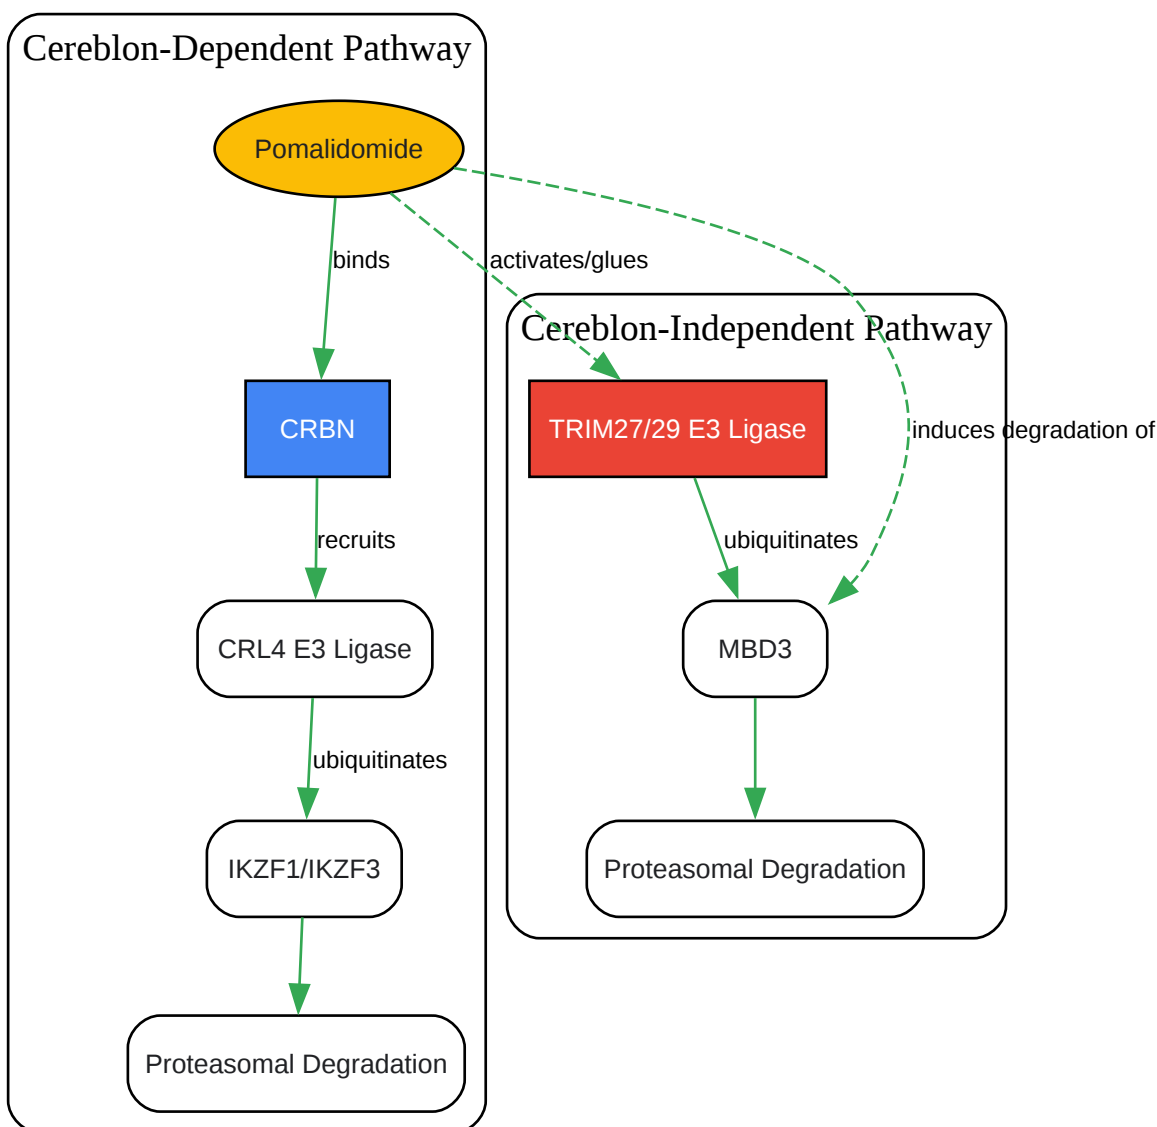 Cereblon-Dependent Pathway
Pomalidomide
binds
activates/glues
Cereblon-Independent Pathway
CRBN
TRIM27/29 E3 Ligase
induces degradation of
recruits
ubiquitinates
CRL4 E3 Ligase
MBD3
ubiquitinates
IKZF1/IKZF3
Proteasomal Degradation
Proteasomal Degradation